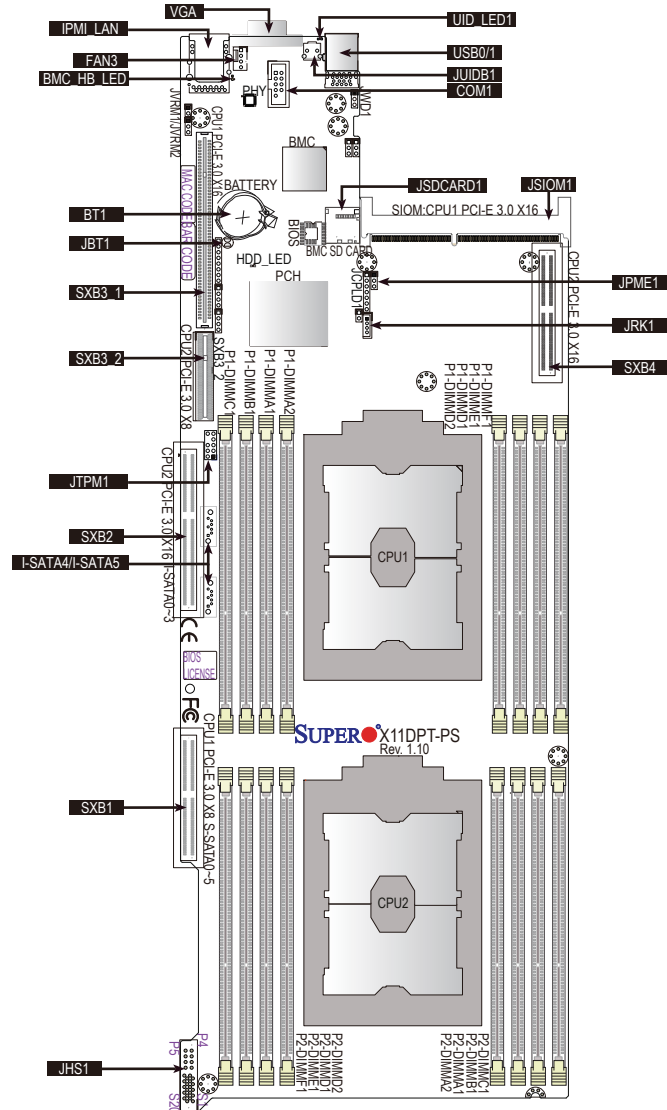 VGA
IPMI_LAN
UID_LED1
FAN3
USB0/1
BMC_HB_LED
JUIDB1
COM1
PHY
JWD1
JVRM1/JVRM2
CPU1 PCI-E 3.0 X16
BMC
MAC CODE
BAR CODE
BATTERY
JSDCARD1
JSIOM1
SIOM:CPU1 PCI-E 3.0 X16
BT1
BIOS
BMC SD CARD
JBT1
HDD_LED
JCPLD1
PCH
CPU2 PCI-E 3.0 X16
JPME1
SXB3_1
JRK1
SXB3_2
SXB3_2
CPU2 PCI-E 3.0 X8
SXB4
P1-DIMMC1
P1-DIMMB1
P1-DIMMA1
P1-DIMMA2
P1-DIMMD2
P1-DIMMD1
P1-DIMME1
P1-DIMMF1
JTPM1
CPU2 PCI-E 3.0 X16 I-SATA0~3
SXB2
I-SATA4/I-SATA5
CPU1
CE
BIOS
LICENSE
FC
SUPER
X11DPT-PS
Rev. 1.10
CPU1 PCI-E 3.0 X8 S-SATA0~5
SXB1
CPU2
P4
P5
JHS1
P2-DIMMF1
P2-DIMME1
P2-DIMMD1
P2-DIMMD2
P2-DIMMA2
P2-DIMMA1
P2-DIMMB1
P2-DIMMC1